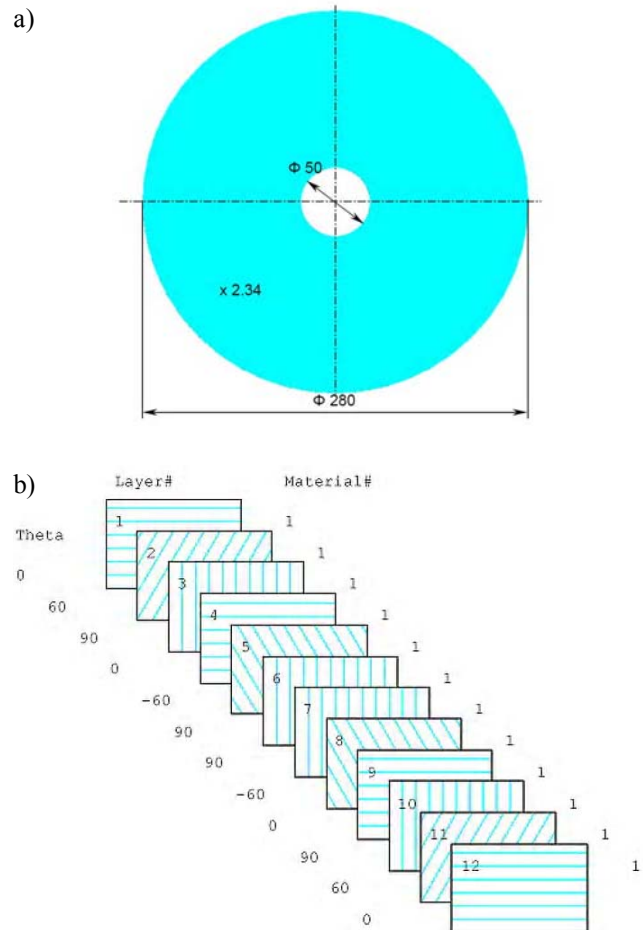 a)
Φ 50
x 2.34
Φ 280
b)
Layer# Material#
1 1
Theta
2 1
0 3 1
60 4 1
90 5 1
0 6 1
-60 7 1
90 8 1
90 9 1
-60 10 1
0 11 1
90 12 1
60
0